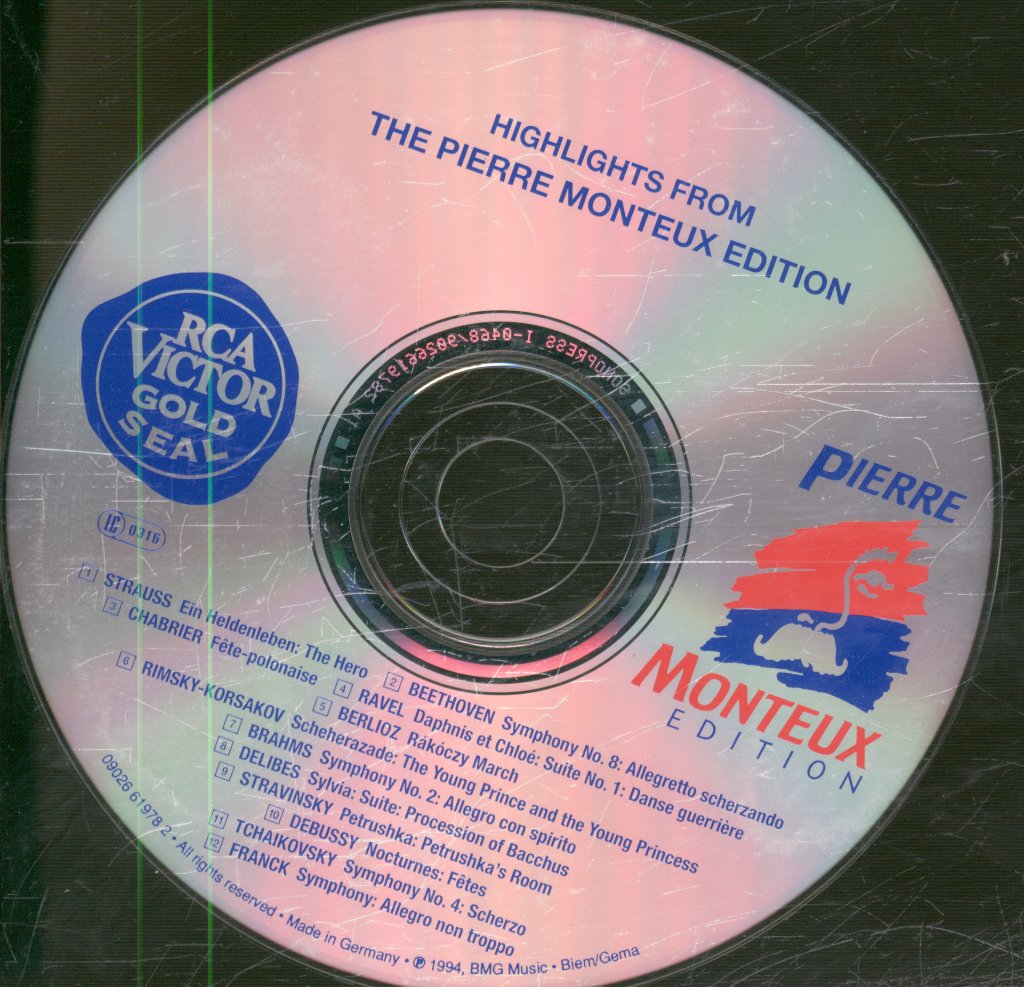 HIGHLIGHTS FROM
THE PIERRE MONTEUX EDITION
RCA
VICTOR
GOLD
SEAL
LC 0316
PIERRE
MONTEUX
EDITION
1 STRAUSS Ein Heldenleben: The Hero
2 BEETHOVEN Symphony No. 8: Allegretto scherzando
3 CHABRIER Fête-polonaise
4 RAVEL Daphnis et Chloé: Suite No. 1: Danse guerrière
5 BERLIOZ Rákóczy March
6 RIMSKY-KORSAKOV Scheherazade: The Young Prince and the Young Princess
7 BRAHMS Symphony No. 2: Allegro con spirito
8 DELIBES Sylvia: Suite: Procession of Bacchus
9 STRAVINSKY Petrushka: Petrushka's Room
10 DEBUSSY Nocturnes: Fêtes
11 TCHAIKOVSKY Symphony No. 4: Scherzo
12 FRANCK Symphony: Allegro non troppo
09026 61978 2 • All rights reserved • Made in Germany • ℗ 1994, BMG Music • Biem/Gema